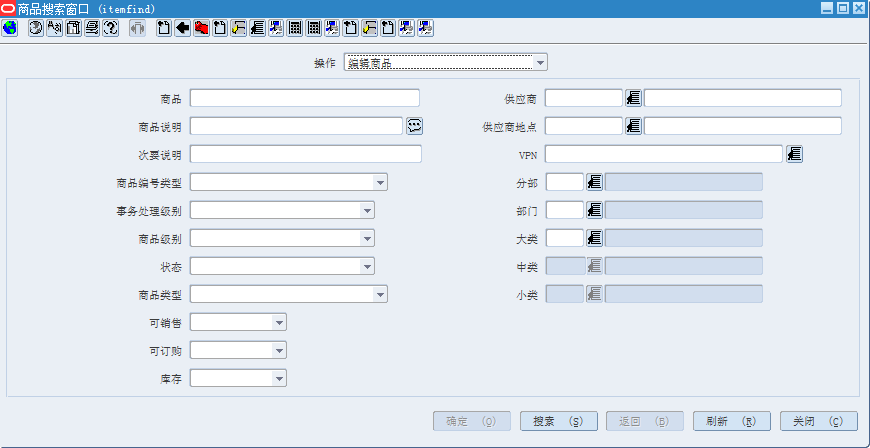 商品搜索窗口 (itemfind)
操作 编辑商品
商品 供应商
商品说明 供应商地点
次要说明 VPN
商品编号类型 分部
事务处理级别 部门
商品级别 大类
状态 中类
商品类型 小类
可销售
可订购
库存
确定 (O) 搜索 (S) 返回 (B) 刷新 (R) 关闭 (C)